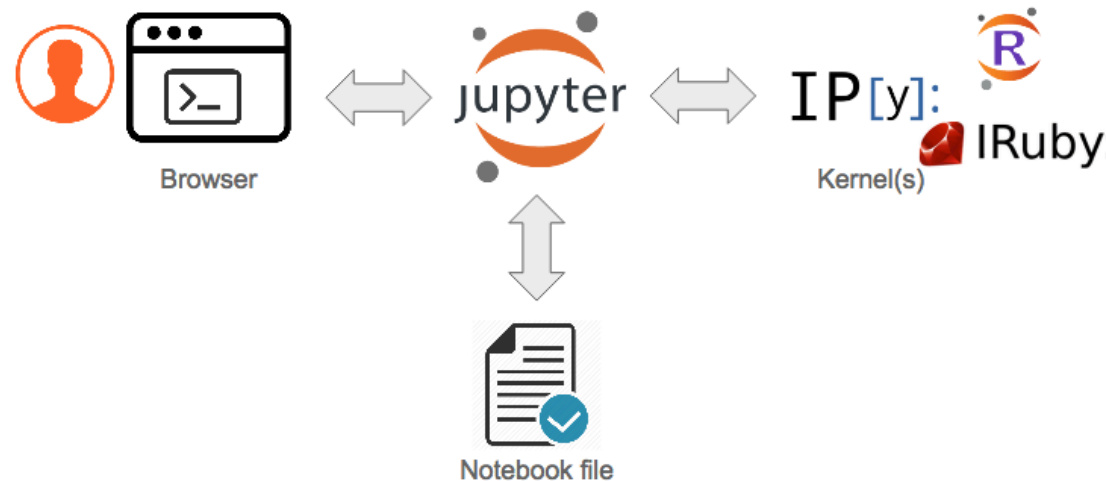 >_
Browser
jupyter
IP[y]:
R
IRuby
Kernel(s)
Notebook file